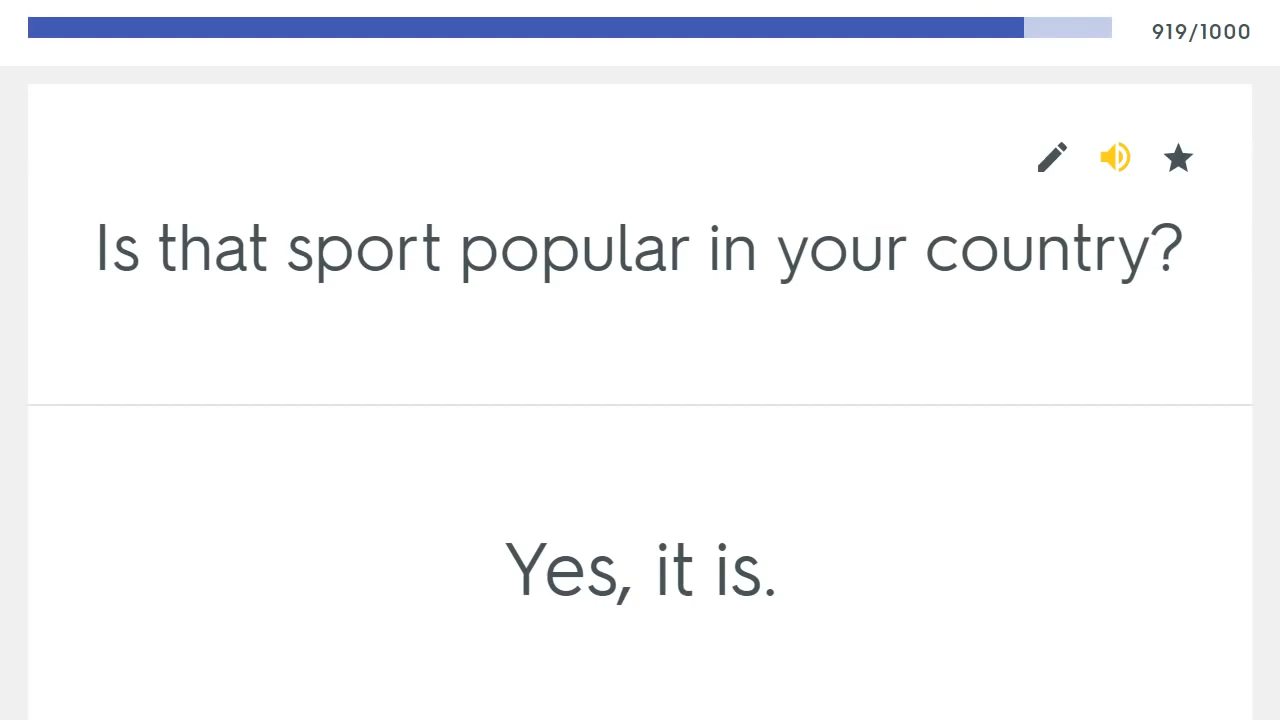 919/1000
Is that sport popular in your country?
Yes, it is.